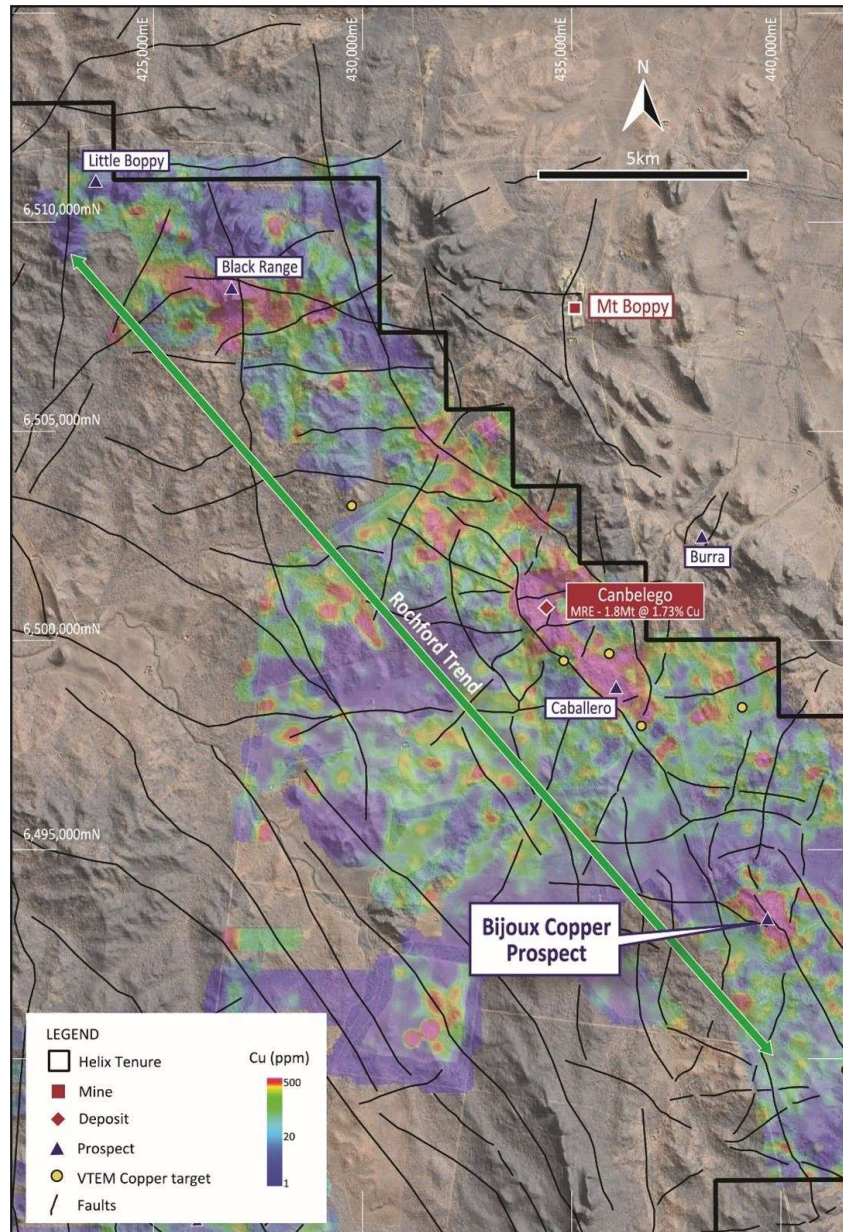 425,000mE
430,000mE
435,000mE
440,000mE
N
5km
Little Boppy
6,510,000mN
Black Range
Mt Boppy
6,505,000mN
Burra
Canbelego
MRE - 1.8Mt @ 1.73% Cu
6,500,000mN
Rochford Trend
Caballero
6,495,000mN
Bijoux Copper
Prospect
LEGEND
Helix Tenure
Mine
Deposit
Prospect
VTEM Copper target
Faults
Cu (ppm)
500
20
1